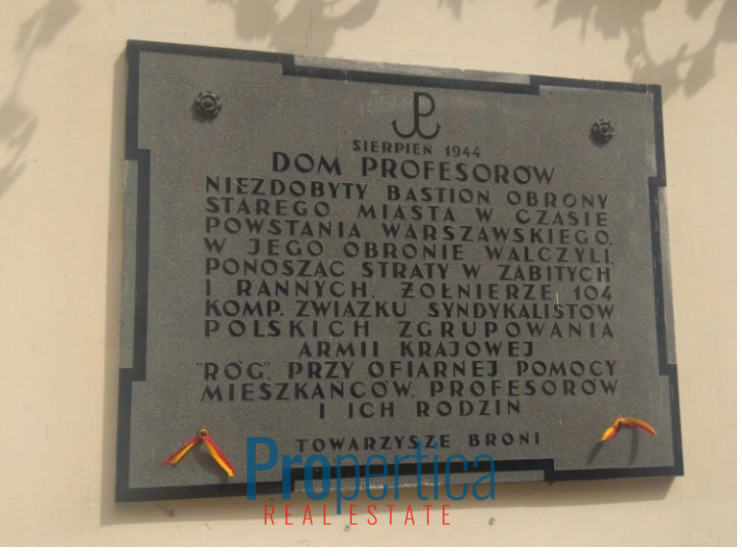 SIERPIEŃ 1944
DOM PROFESORÓW
NIEZDOBYTY BASTION OBRONY
STAREGO MIASTA W CZASIE
POWSTANIA WARSZAWSKIEGO.
W JEGO OBRONIE WALCZYLI,
PONOSZĄC STRATY W ZABITYCH
I RANNYCH, ŻOŁNIERZE 104
KOMP. ZWIĄZKU SYNDYKALISTÓW
POLSKICH ZGRUPOWANIA
ARMII KRAJOWEJ
"RÓG", PRZY OFIARNEJ POMOCY
MIESZKAŃCÓW, PROFESORÓW
I ICH RODZIN
TOWARZYSZE BRONI
Propertica
REAL ESTATE